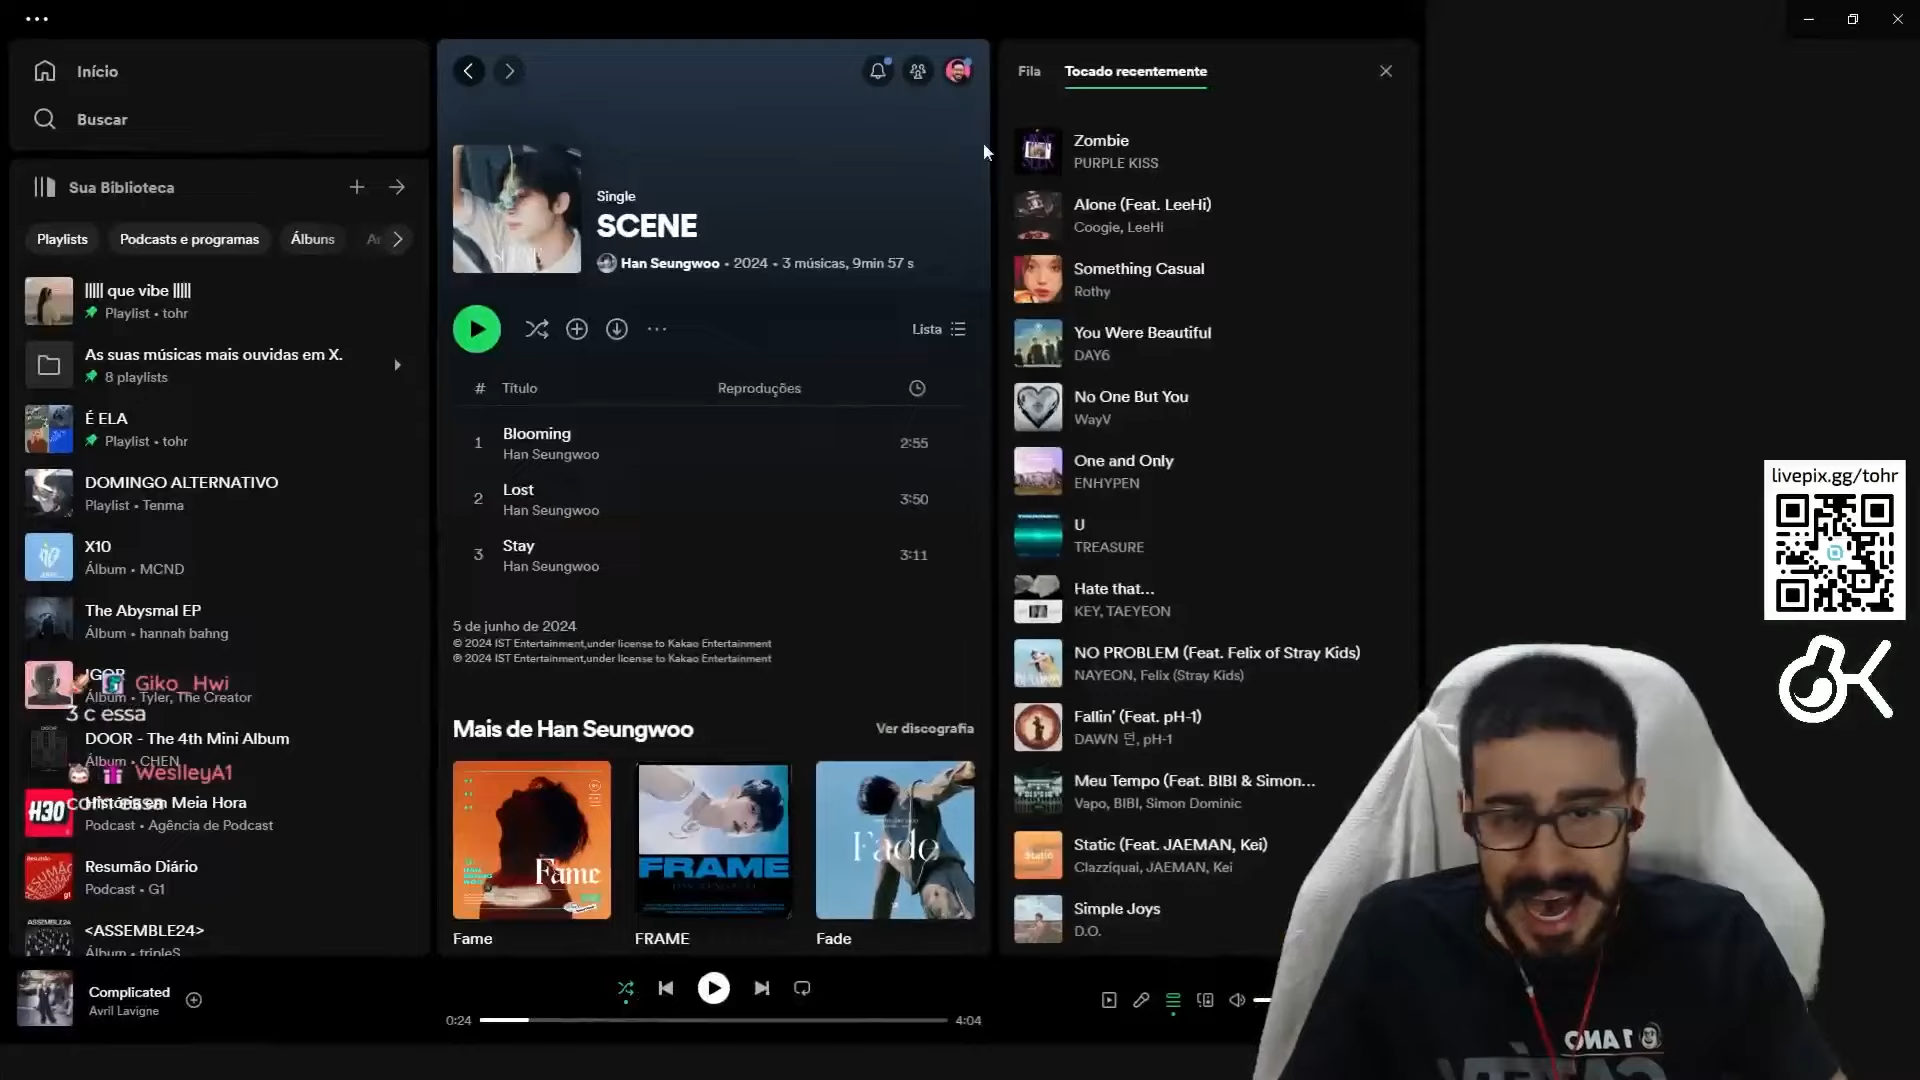 Início
Buscar
Sua Biblioteca
Playlists
Podcasts e programas
Álbuns
||||| que vibe |||||
Playlist • tohr
As suas músicas mais ouvidas em X.
8 playlists
É ELA
Playlist • tohr
DOMINGO ALTERNATIVO
Playlist • Tenma
X10
Álbum • MCND
The Abysmal EP
Álbum • hannah bahng
IGOR
Giko_Hwi
Álbum • Tyler, The Creator
3 c essa
DOOR - The 4th Mini Album
Álbum • CHEN
WeslleyA1
com essa
H30
História em Meia Hora
Podcast • Agência de Podcast
Resumão Diário
Podcast • G1
<ASSEMBLE24>
Álbum • tripleS
Complicated
Avril Lavigne
Single
SCENE
Han Seungwoo • 2024 • 3 músicas, 9min 57 s
Lista
# Título Reproduções
1 Blooming 2:55
Han Seungwoo
2 Lost 3:50
Han Seungwoo
3 Stay 3:11
Han Seungwoo
5 de junho de 2024
© 2024 IST Entertainment,under license to Kakao Entertainment
℗ 2024 IST Entertainment,under license to Kakao Entertainment
Mais de Han Seungwoo
Ver discografia
Fame
FRAME
Fade
Fame
FRAME
Fade
0:24
4:04
Fila
Tocado recentemente
Zombie
PURPLE KISS
Alone (Feat. LeeHi)
Coogie, LeeHi
Something Casual
Rothy
You Were Beautiful
DAY6
No One But You
WayV
One and Only
ENHYPEN
U
TREASURE
Hate that...
KEY, TAEYEON
NO PROBLEM (Feat. Felix of Stray Kids)
NAYEON, Felix (Stray Kids)
Fallin' (Feat. pH-1)
DAWN 던, pH-1
Meu Tempo (Feat. BIBI & Simon...
Vapo, BIBI, Simon Dominic
Static (Feat. JAEMAN, Kei)
Clazziquai, JAEMAN, Kei
Simple Joys
D.O.
livepix.gg/tohr